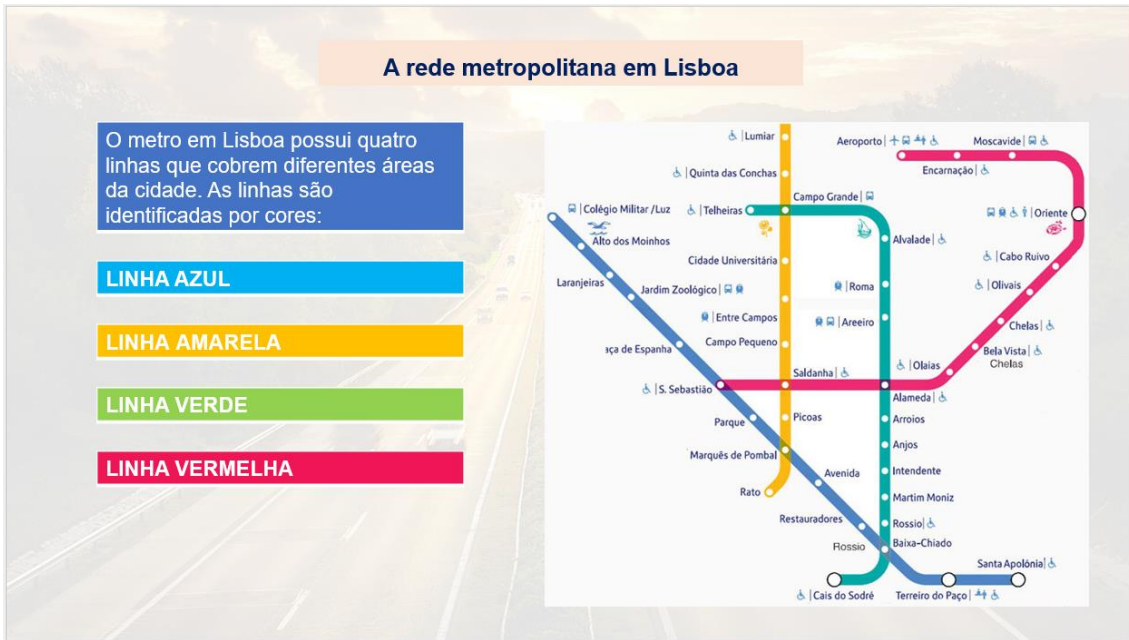 A rede metropolitana em Lisboa
O metro em Lisboa possui quatro
linhas que cobrem diferentes áreas
da cidade. As linhas são
identificadas por cores:
LINHA AZUL
LINHA AMARELA
LINHA VERDE
LINHA VERMELHA
Lumiar
Aeroporto
Moscavide
Quinta das Conchas
Encarnação
Campo Grande
Colégio Militar /Luz
Telheiras
Oriente
Alto dos Moinhos
Alvalade
Cidade Universitária
Cabo Ruivo
Laranjeiras
Jardim Zoológico
Roma
Olivais
Entre Campos
Areeiro
Chelas
Campo Pequeno
aça de Espanha
Bela Vista
Chelas
Saldanha
Olaias
S. Sebastião
Alameda
Parque
Picoas
Arroios
Anjos
Marquês de Pombal
Avenida
Intendente
Rato
Martim Moniz
Restauradores
Rossio
Rossio
Baixa-Chiado
Santa Apolónia
Cais do Sodré
Terreiro do Paço